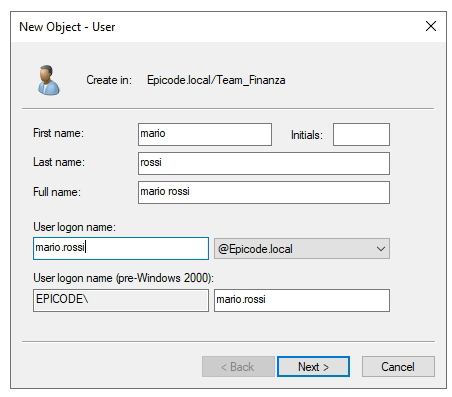 New Object - User
Create in: Epicode.local/Team_Finanza
First name: mario Initials:
Last name: rossi
Full name: mario rossi
User logon name:
mario.rossi @Epicode.local
User logon name (pre-Windows 2000):
EPICODE\ mario.rossi
< Back Next > Cancel